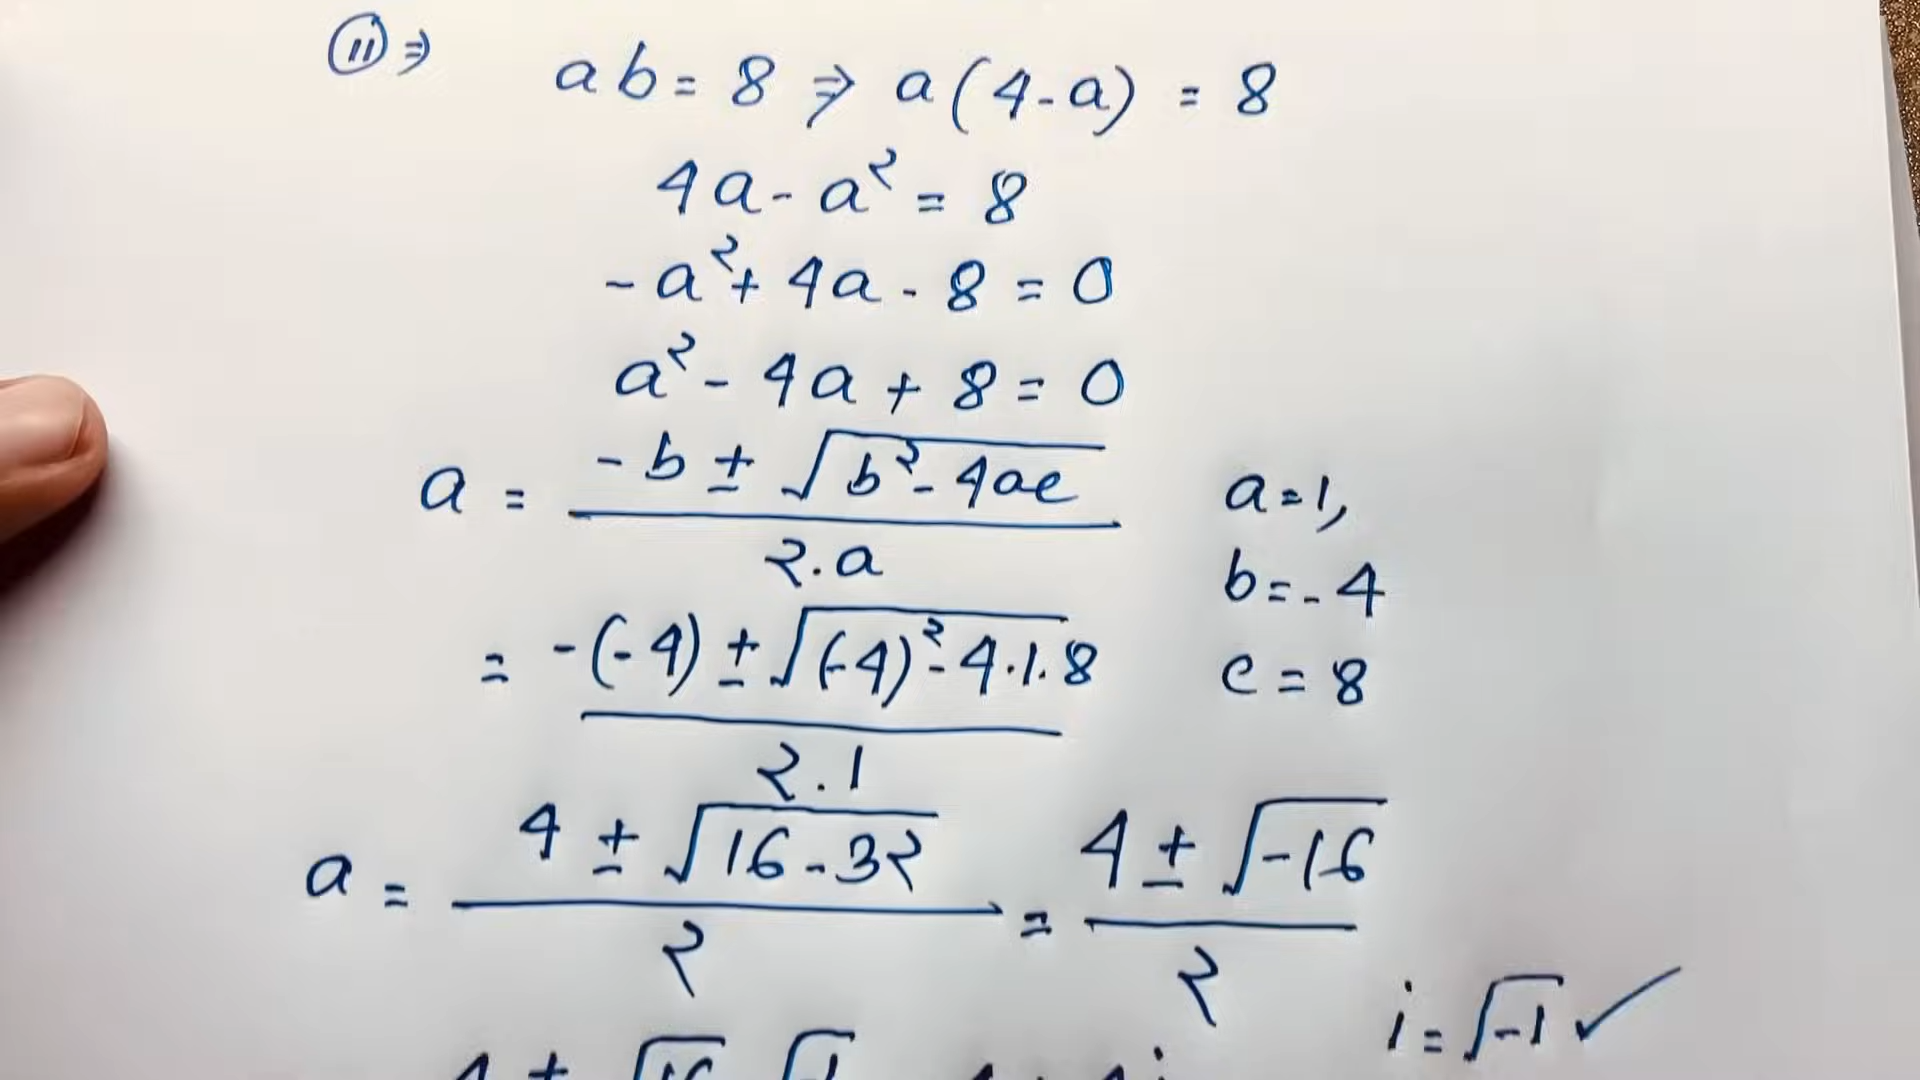 (ii) ⇒ ab = 8 ⇒ a(4-a) = 8
4a - a² = 8
-a² + 4a - 8 = 0
a² - 4a + 8 = 0
a = (-b ± √(b² - 4ac)) / (2.a)
a = 1,
b = -4
c = 8
= (-(-4) ± √((-4)² - 4.1.8)) / (2.1)
a = (4 ± √(16 - 32)) / 2 = (4 ± √(-16)) / 2
i = √-1 ✓